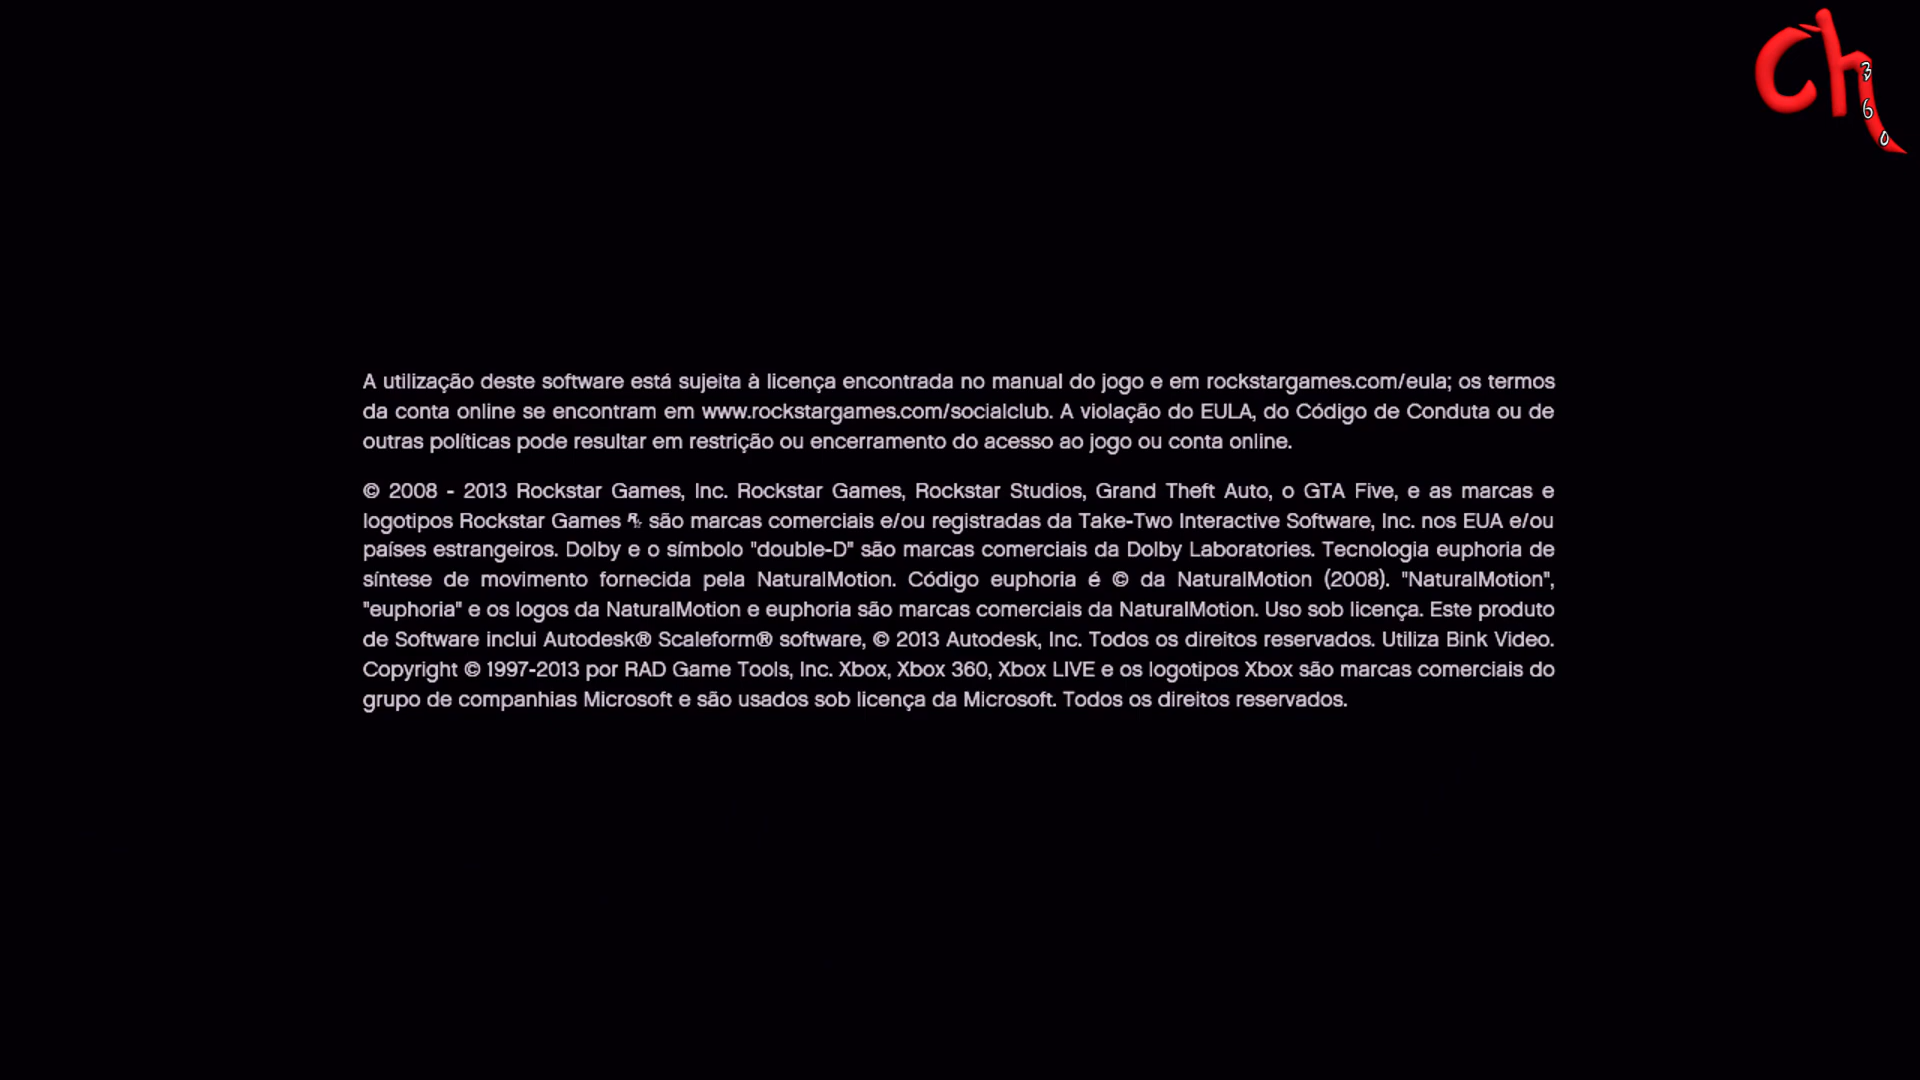 ch
360
A utilização deste software está sujeita à licença encontrada no manual do jogo e em rockstargames.com/eula; os termos
da conta online se encontram em www.rockstargames.com/socialclub. A violação do EULA, do Código de Conduta ou de
outras políticas pode resultar em restrição ou encerramento do acesso ao jogo ou conta online.
© 2008 - 2013 Rockstar Games, Inc. Rockstar Games, Rockstar Studios, Grand Theft Auto, o GTA Five, e as marcas e
logotipos Rockstar Games R* são marcas comerciais e/ou registradas da Take-Two Interactive Software, Inc. nos EUA e/ou
países estrangeiros. Dolby e o símbolo "double-D" são marcas comerciais da Dolby Laboratories. Tecnologia euphoria de
síntese de movimento fornecida pela NaturalMotion. Código euphoria é © da NaturalMotion (2008). "NaturalMotion",
"euphoria" e os logos da NaturalMotion e euphoria são marcas comerciais da NaturalMotion. Uso sob licença. Este produto
de Software inclui Autodesk® Scaleform® software, © 2013 Autodesk, Inc. Todos os direitos reservados. Utiliza Bink Video.
Copyright © 1997-2013 por RAD Game Tools, Inc. Xbox, Xbox 360, Xbox LIVE e os logotipos Xbox são marcas comerciais do
grupo de companhias Microsoft e são usados sob licença da Microsoft. Todos os direitos reservados.